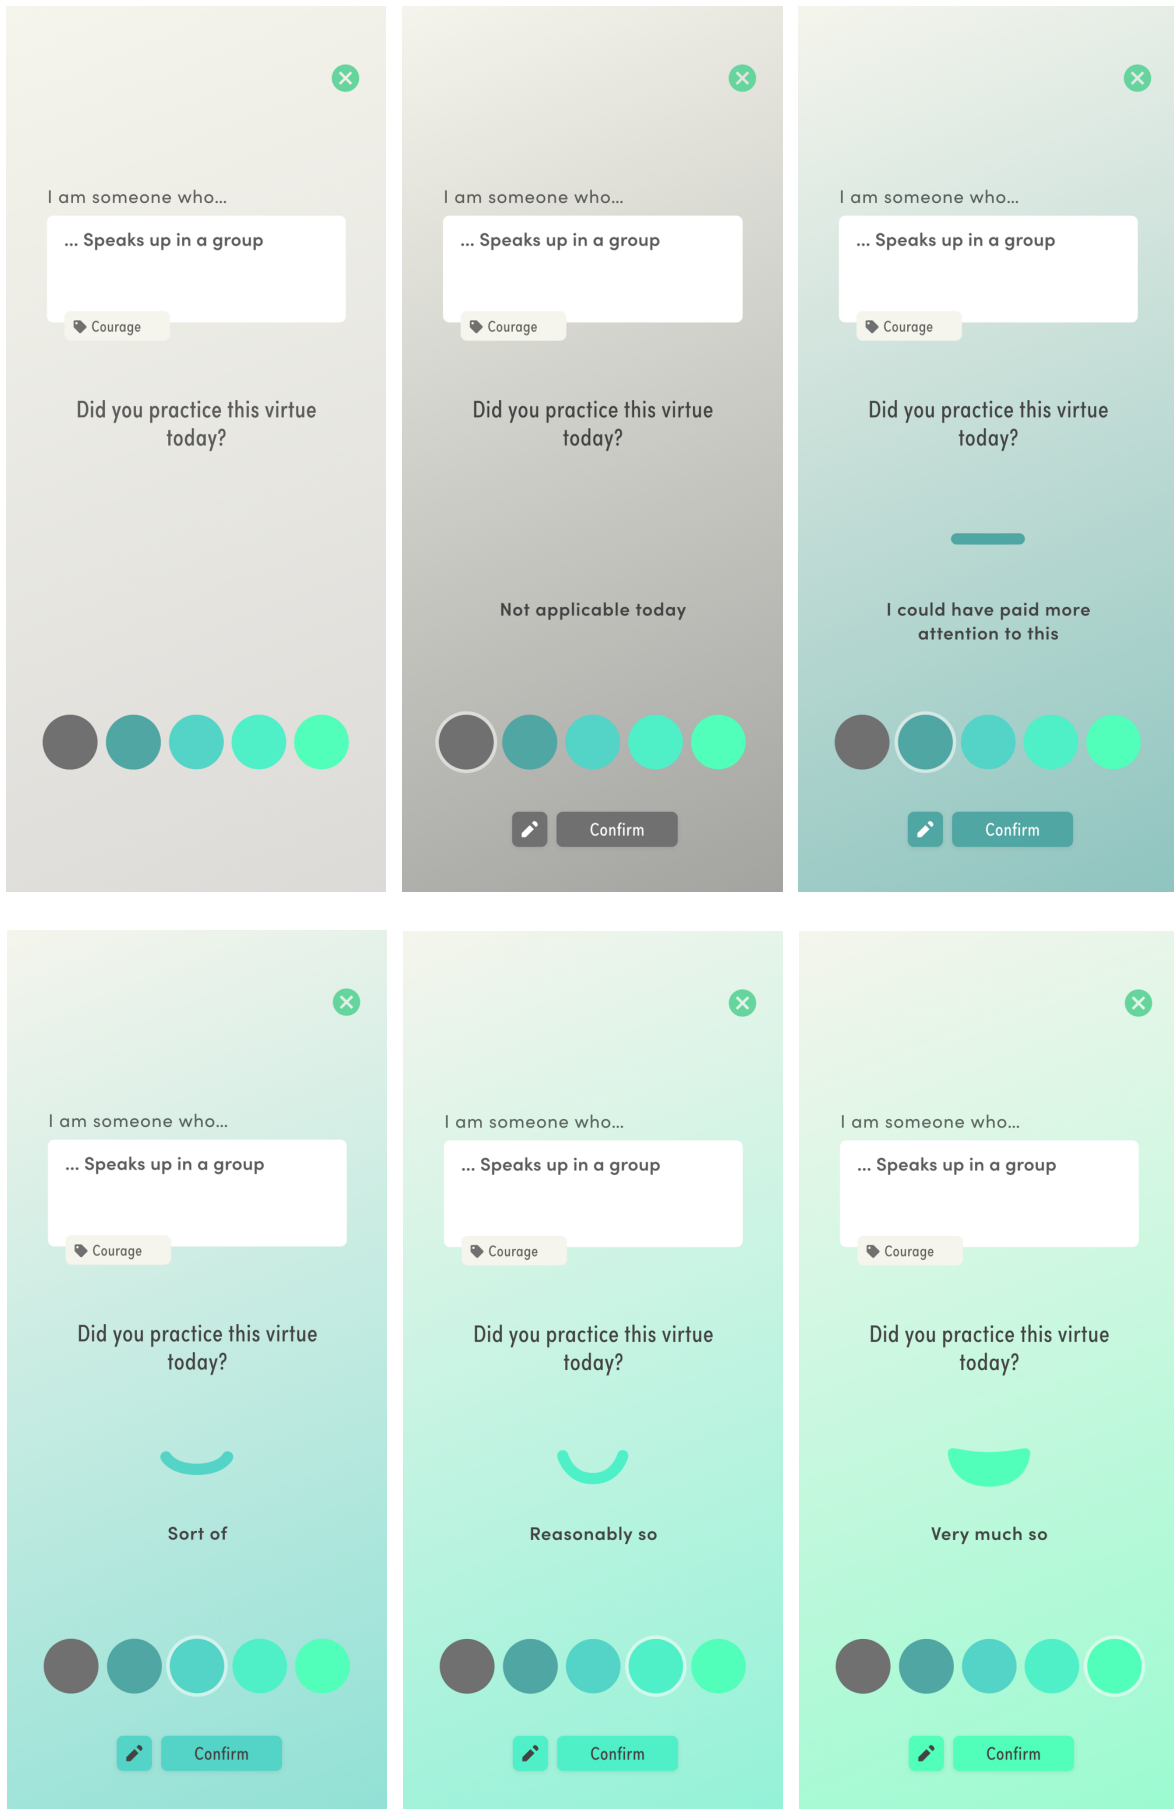 I am someone who...
... Speaks up in a group
Courage
Did you practice this virtue
today?
I am someone who...
... Speaks up in a group
Courage
Did you practice this virtue
today?
Not applicable today
Confirm
I am someone who...
... Speaks up in a group
Courage
Did you practice this virtue
today?
I could have paid more
attention to this
Confirm
I am someone who...
... Speaks up in a group
Courage
Did you practice this virtue
today?
Sort of
Confirm
I am someone who...
... Speaks up in a group
Courage
Did you practice this virtue
today?
Reasonably so
Confirm
I am someone who...
... Speaks up in a group
Courage
Did you practice this virtue
today?
Very much so
Confirm